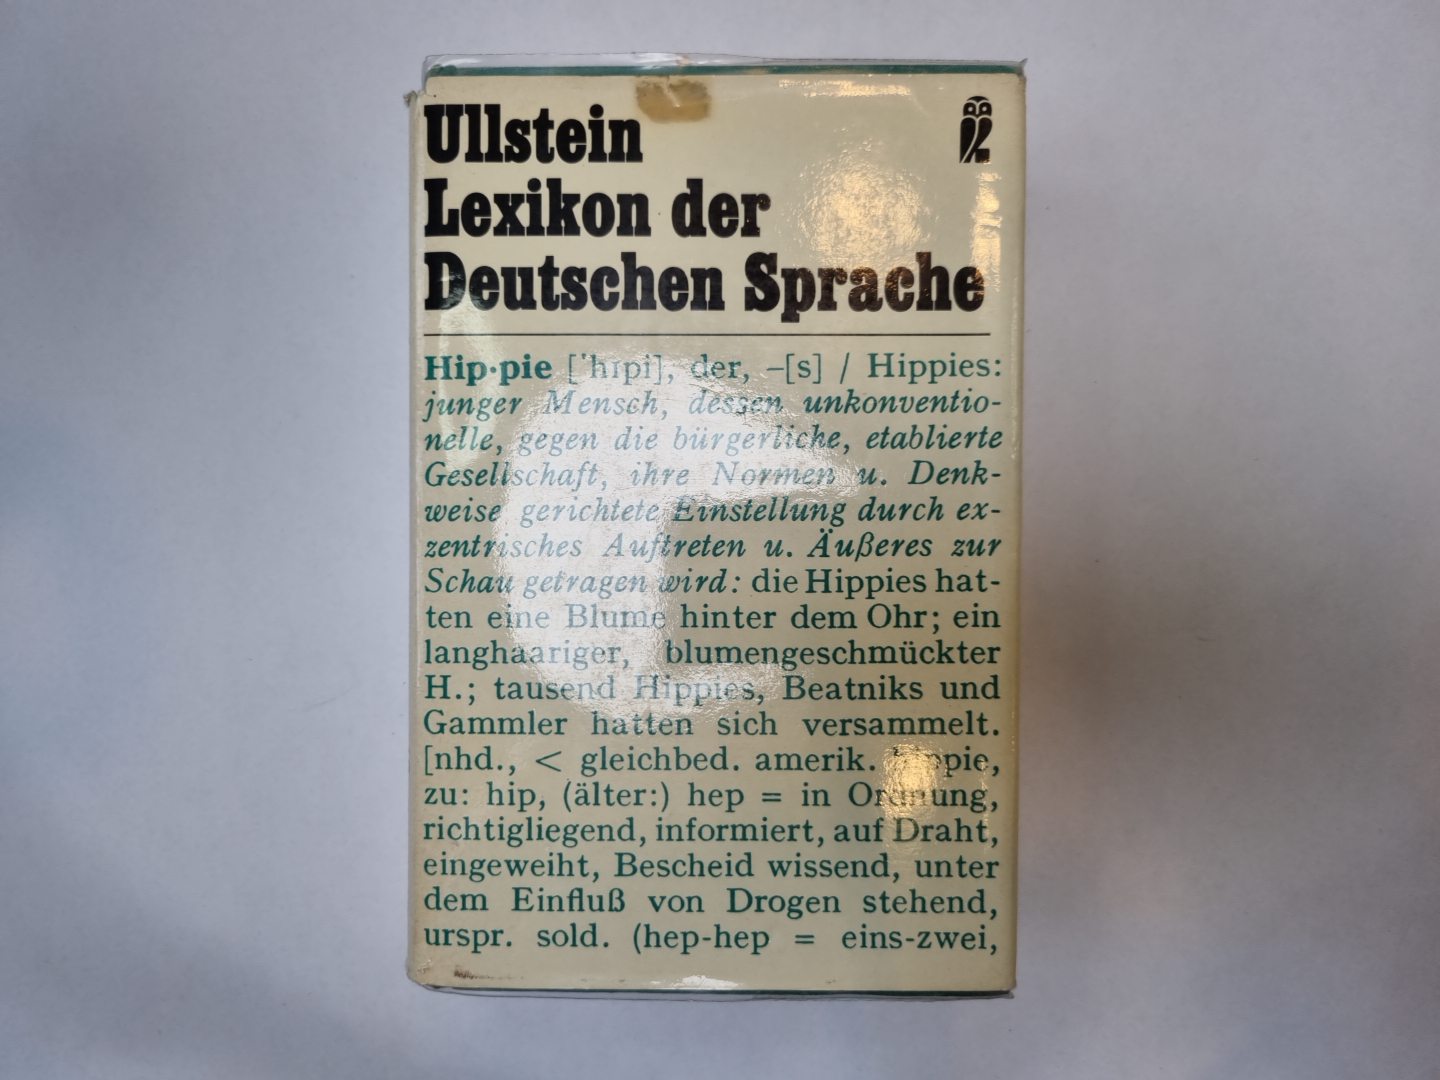 Ullstein
Lexikon der
Deutschen Sprache
Hip·pie ['hɪpi], der, –[s] / Hippies:
junger Mensch, dessen unkonventio-
nelle, gegen die bürgerliche, etablierte
Gesellschaft, ihre Normen u. Denk-
weise gerichtete Einstellung durch ex-
zentrisches Auftreten u. Äußeres zur
Schau getragen wird: die Hippies hat-
ten eine Blume hinter dem Ohr; ein
langhaariger, blumengeschmückter
H.; tausend Hippies, Beatniks und
Gammler hatten sich versammelt.
[nhd., < gleichbed. amerik. hippie,
zu: hip, (älter:) hep = in Ordnung,
richtigliegend, informiert, auf Draht,
eingeweiht, Bescheid wissend, unter
dem Einfluß von Drogen stehend,
urspr. sold. (hep-hep = eins-zwei,